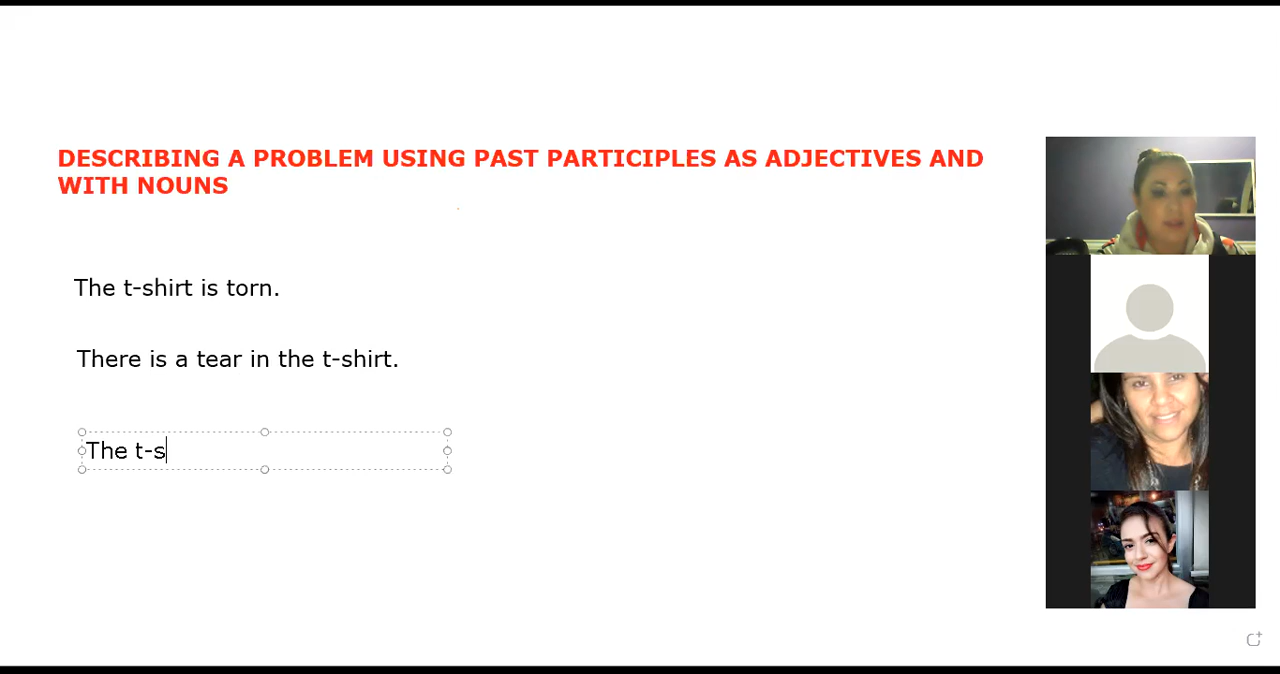 DESCRIBING A PROBLEM USING PAST PARTICIPLES AS ADJECTIVES AND
WITH NOUNS
The t-shirt is torn.
There is a tear in the t-shirt.
The t-s